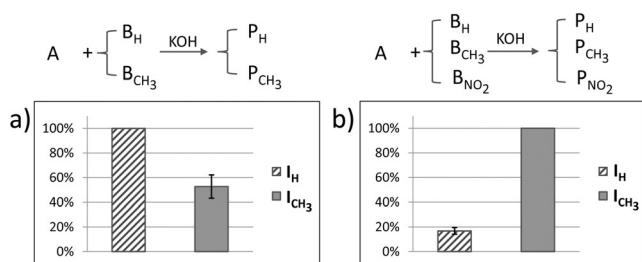 A + B_H B_CH3 KOH P_H P_CH3
A + B_H B_CH3 B_NO2 KOH P_H P_CH3 P_NO2
a)
100%
80%
60%
40%
20%
0%
I_H
I_CH3
b)
100%
80%
60%
40%
20%
0%
I_H
I_CH3